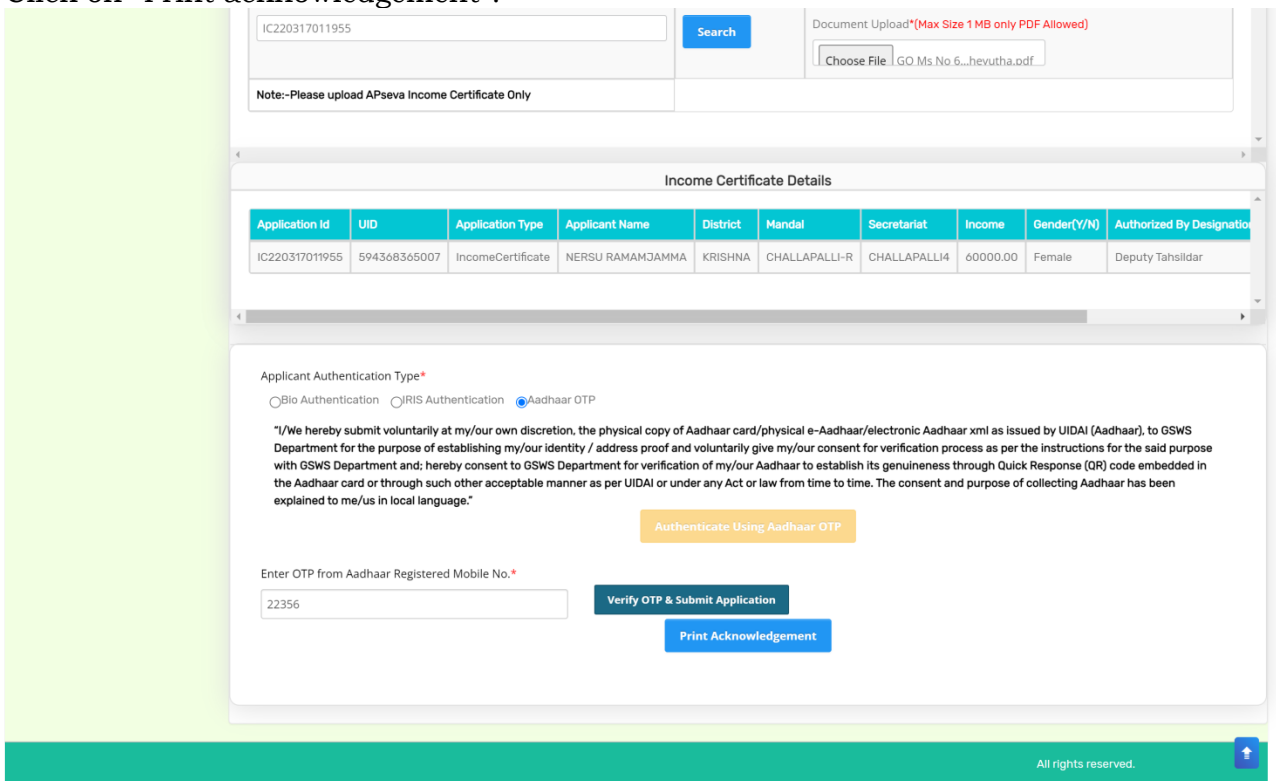 Click on "Print acknowledgement".
IC220317011955
Search
Document Upload*(Max Size 1 MB only PDF Allowed)
Choose File GO Ms No 6...hevutha.pdf
Note:-Please upload APseva Income Certificate Only
Income Certificate Details
Application Id UID Application Type Applicant Name District Mandal Secretariat Income Gender(Y/N) Authorized By Designation
IC220317011955 594368365007 IncomeCertificate NERSU RAMAMJAMMA KRISHNA CHALLAPALLI-R CHALLAPALLI4 60000.00 Female Deputy Tahsildar
Applicant Authentication Type*
Bio Authentication IRIS Authentication Aadhaar OTP
"I/We hereby submit voluntarily at my/our own discretion, the physical copy of Aadhaar card/physical e-Aadhaar/electronic Aadhaar xml as issued by UIDAI (Aadhaar), to GSWS
Department for the purpose of establishing my/our identity / address proof and voluntarily give my/our consent for verification process as per the instructions for the said purpose
with GSWS Department and; hereby consent to GSWS Department for verification of my/our Aadhaar to establish its genuineness through Quick Response (QR) code embedded in
the Aadhaar card or through such other acceptable manner as per UIDAI or under any Act or law from time to time. The consent and purpose of collecting Aadhaar has been
explained to me/us in local language."
Authenticate Using Aadhaar OTP
Enter OTP from Aadhaar Registered Mobile No.*
22356
Verify OTP & Submit Application
Print Acknowledgement
All rights reserved.